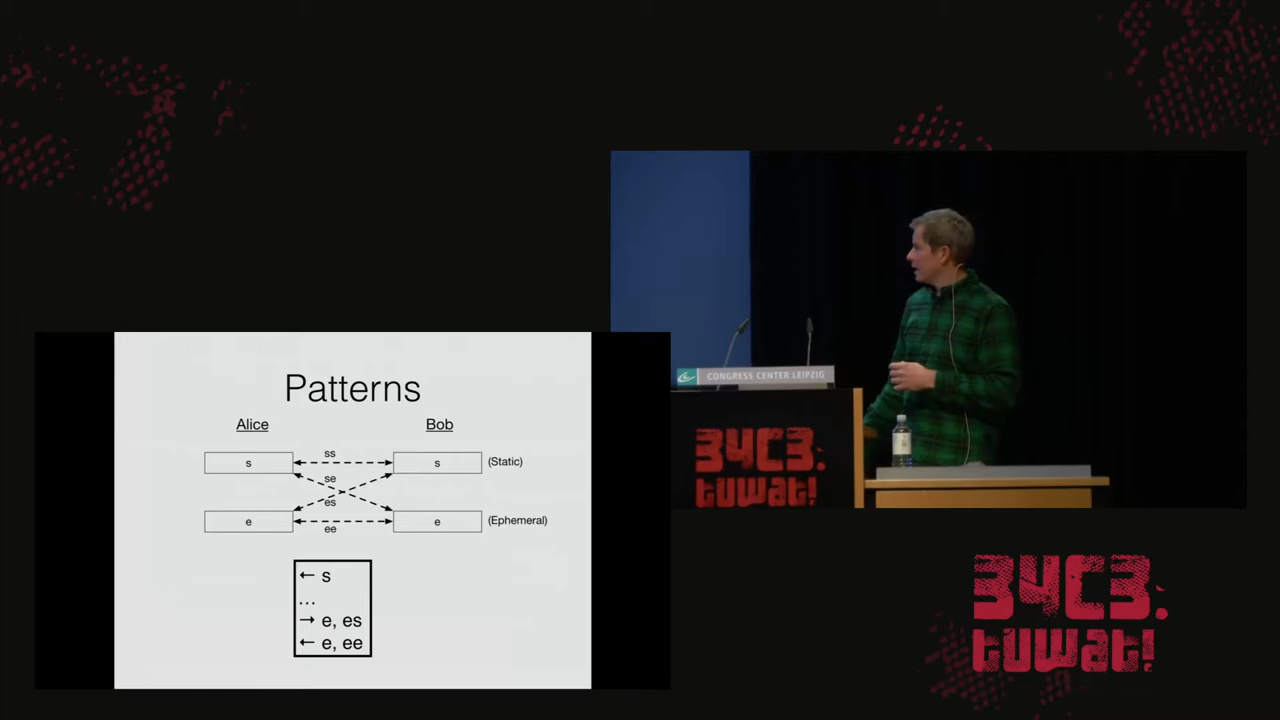 Patterns
Alice Bob
ss
s s (Static)
se
es
e e (Ephemeral)
ee
← s
...
→ e, es
← e, ee
CONGRESS CENTER LEIPZIG
34C3.
tuwat!
34C3.
tuwat!